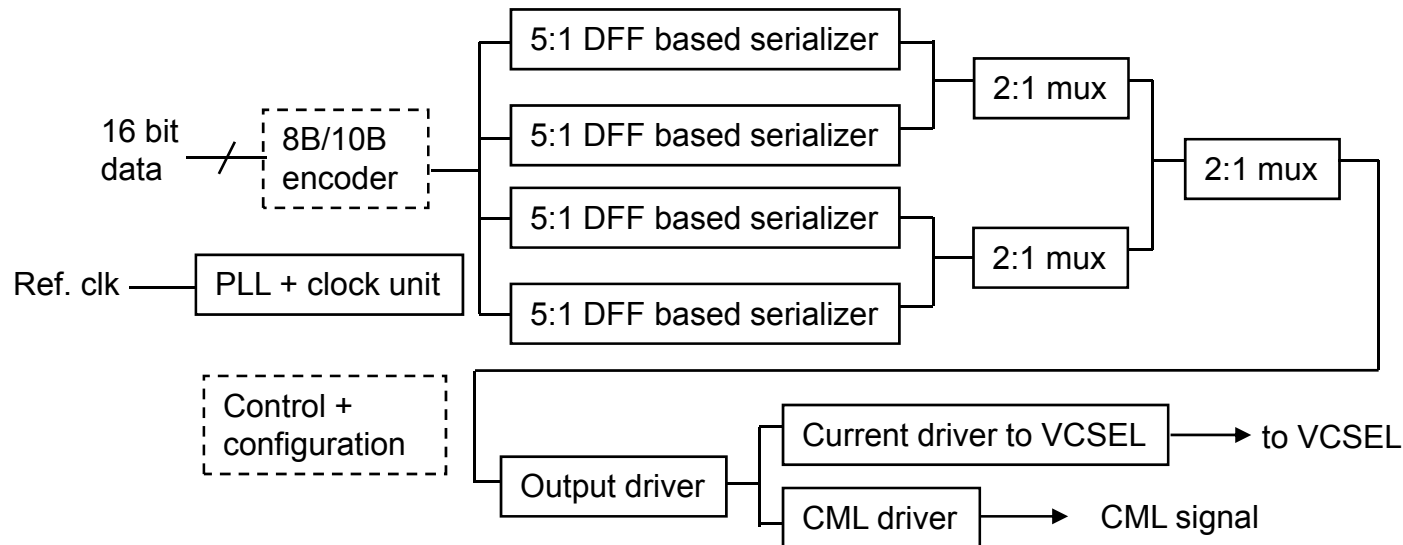 5:1 DFF based serializer
2:1 mux
16 bit
data
8B/10B
encoder
5:1 DFF based serializer
2:1 mux
5:1 DFF based serializer
2:1 mux
Ref. clk
PLL + clock unit
5:1 DFF based serializer
Control +
configuration
Current driver to VCSEL
to VCSEL
Output driver
CML driver
CML signal